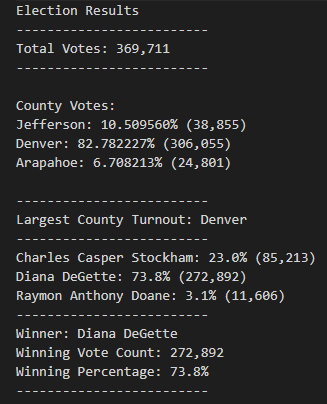 Election Results
-------------------------
Total Votes: 369,711
-------------------------
County Votes:
Jefferson: 10.509560% (38,855)
Denver: 82.782227% (306,055)
Arapahoe: 6.708213% (24,801)
-------------------------
Largest County Turnout: Denver
-------------------------
Charles Casper Stockham: 23.0% (85,213)
Diana DeGette: 73.8% (272,892)
Raymon Anthony Doane: 3.1% (11,606)
-------------------------
Winner: Diana DeGette
Winning Vote Count: 272,892
Winning Percentage: 73.8%
-------------------------